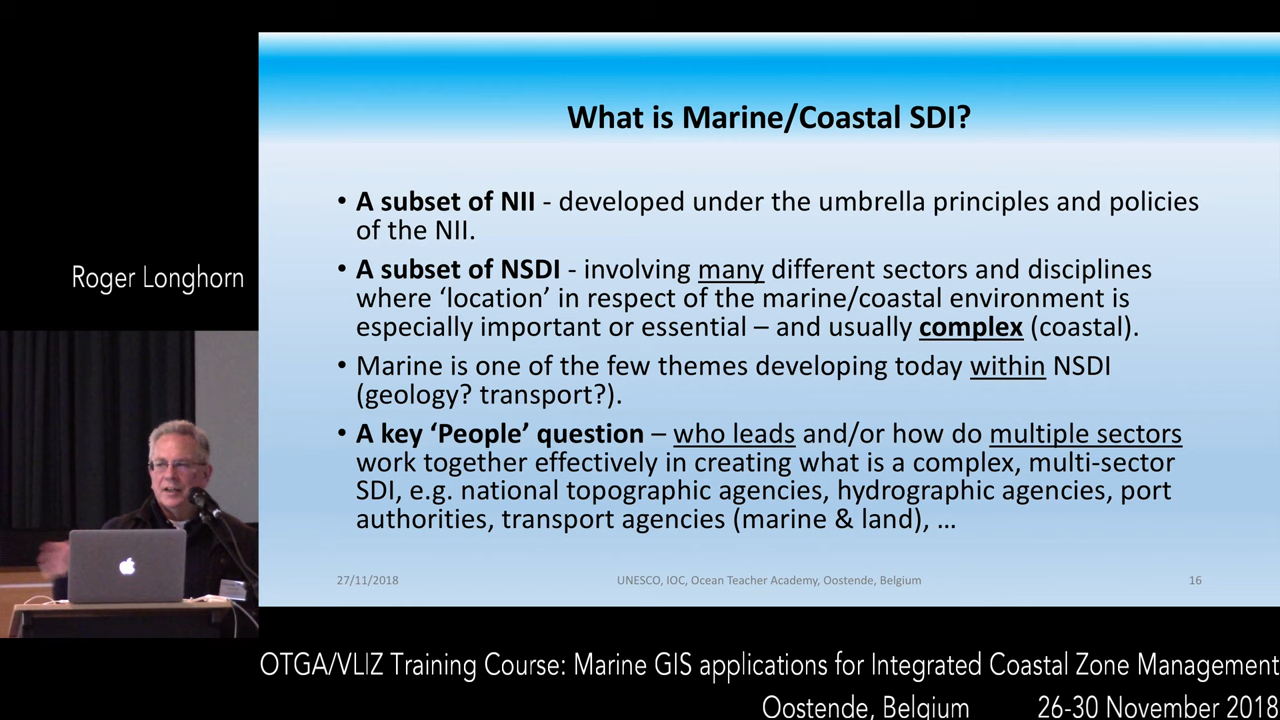 What is Marine/Coastal SDI?
• A subset of NII - developed under the umbrella principles and policies
of the NII.
• A subset of NSDI - involving many different sectors and disciplines
where ‘location’ in respect of the marine/coastal environment is
especially important or essential – and usually complex (coastal).
• Marine is one of the few themes developing today within NSDI
(geology? transport?).
• A key ‘People’ question – who leads and/or how do multiple sectors
work together effectively in creating what is a complex, multi-sector
SDI, e.g. national topographic agencies, hydrographic agencies, port
authorities, transport agencies (marine & land), …
27/11/2018 UNESCO, IOC, Ocean Teacher Academy, Oostende, Belgium 16
Roger Longhorn
OTGA/VLIZ Training Course: Marine GIS applications for Integrated Coastal Zone Management
Oostende, Belgium 26-30 November 2018